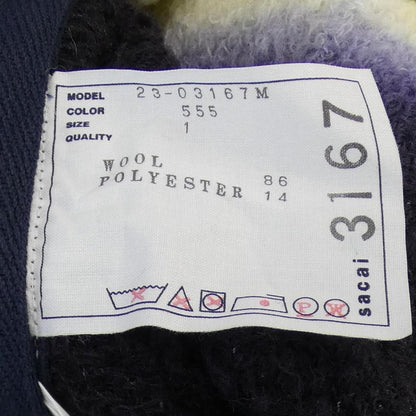 MODEL 23-03167M
COLOR 555
SIZE 1
QUALITY
WOOL 86
POLYESTER 14
P W
sacai 3167